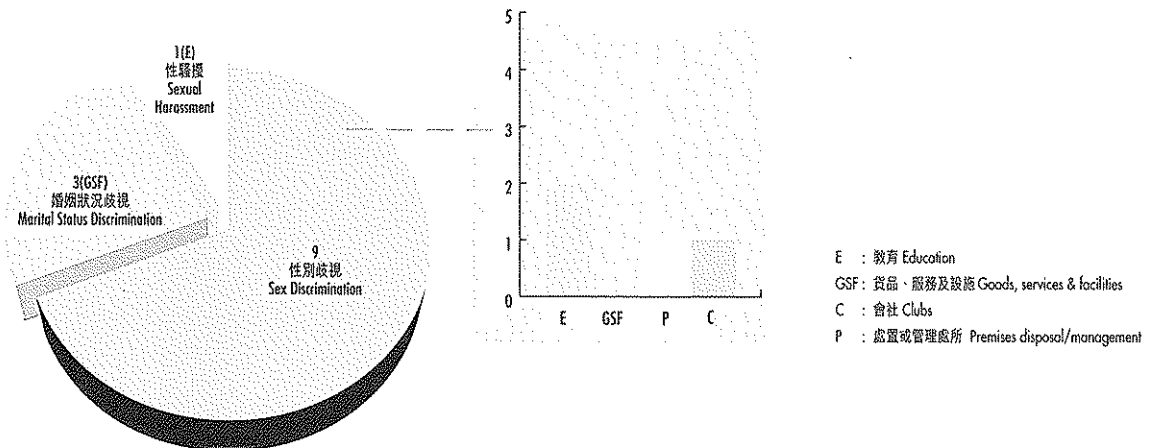 1(E)
性騷擾
Sexual
Harassment
3(GSF)
婚姻狀況歧視
Marital Status Discrimination
9
性別歧視
Sex Discrimination
5
4
3
2
1
0
E GSF P C
E : 教育 Education
GSF : 貨品、服務及設施 Goods, services & facilities
C : 會社 Clubs
P : 處置或管理處所 Premises disposal/management